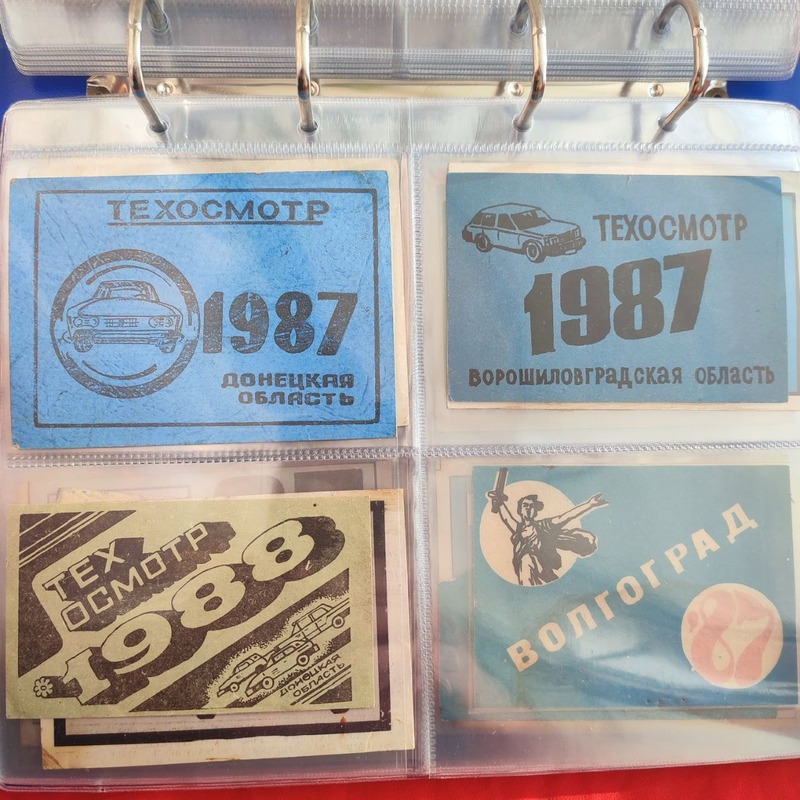 ТЕХОСМОТР
1987
ДОНЕЦКАЯ
ОБЛАСТЬ
ТЕХОСМОТР
1987
ВОРОШИЛОВГРАДСКАЯ ОБЛАСТЬ
ТЕХ
ОСМОТР
1988
ДОНЕЦКАЯ
ОБЛАСТЬ
ВОЛГОГРАД
87